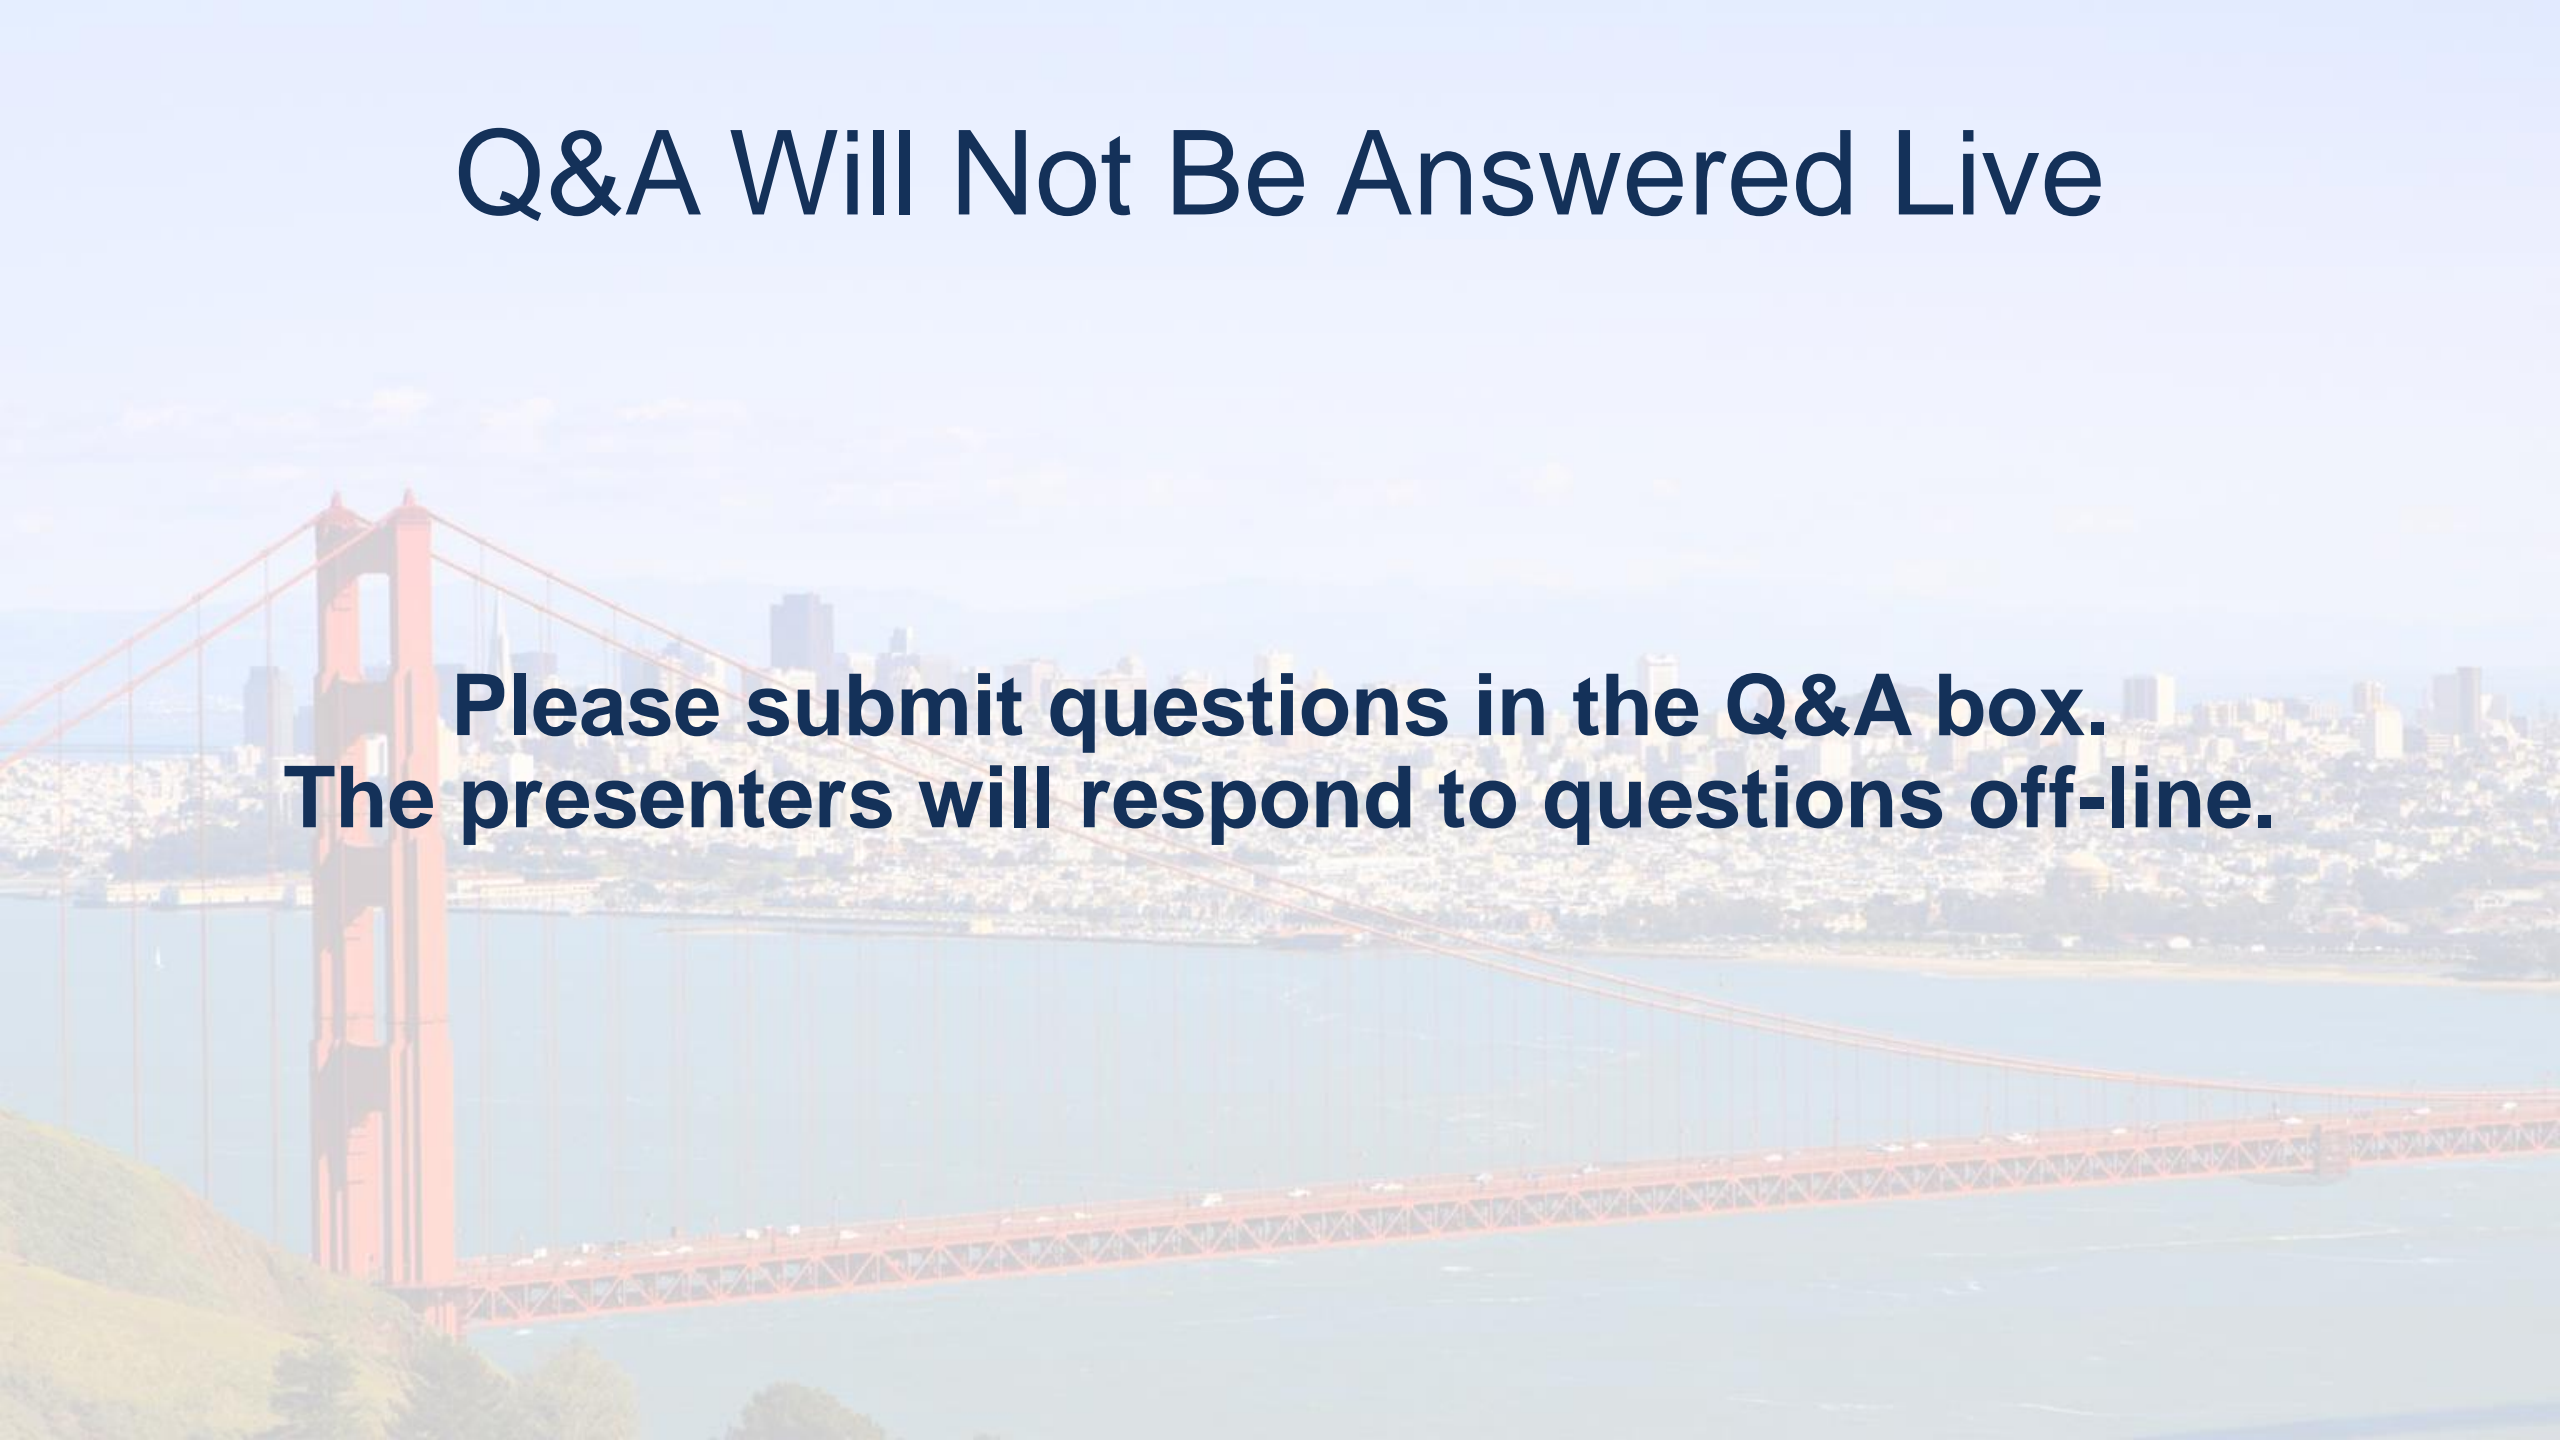 Q&A Will Not Be Answered Live
Please submit questions in the Q&A box.
The presenters will respond to questions off-line.